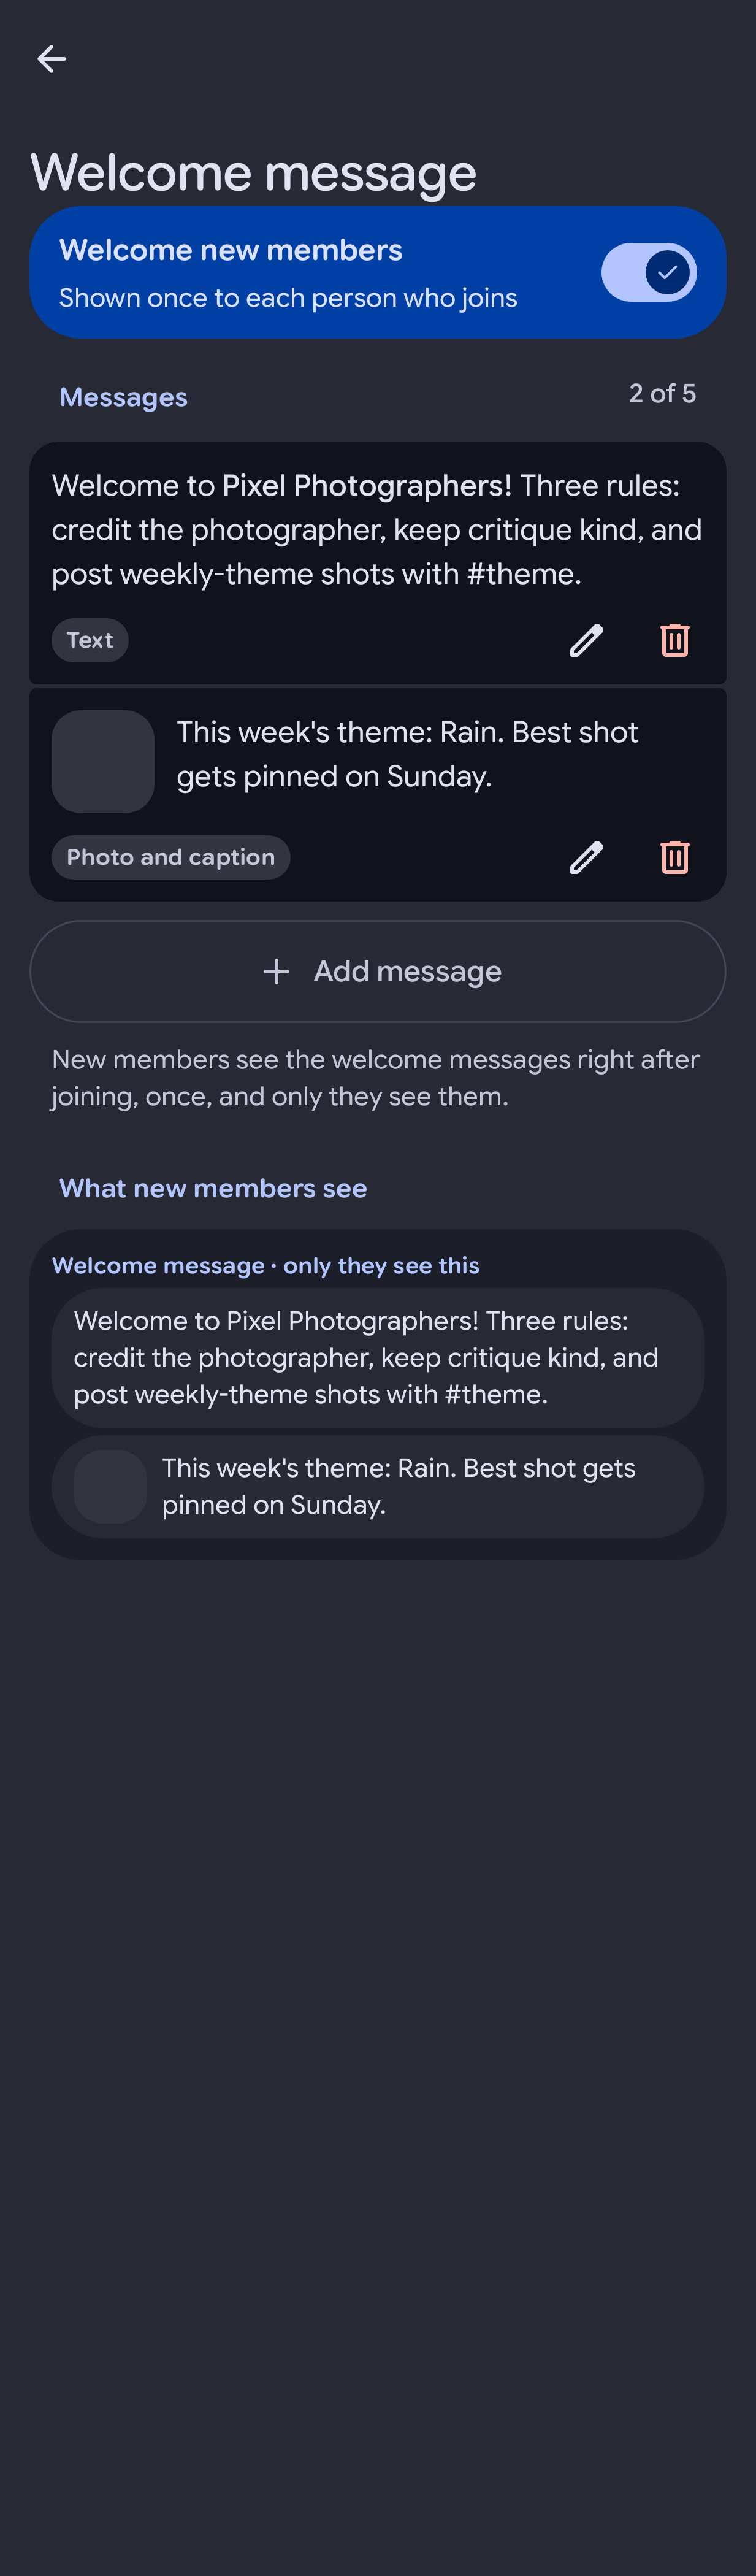 Welcome message
Welcome new members
Shown once to each person who joins
Messages
2 of 5
Welcome to Pixel Photographers! Three rules:
credit the photographer, keep critique kind, and
post weekly-theme shots with #theme.
Text
This week's theme: Rain. Best shot
gets pinned on Sunday.
Photo and caption
Add message
New members see the welcome messages right after
joining, once, and only they see them.
What new members see
Welcome message · only they see this
Welcome to Pixel Photographers! Three rules:
credit the photographer, keep critique kind, and
post weekly-theme shots with #theme.
This week's theme: Rain. Best shot gets
pinned on Sunday.